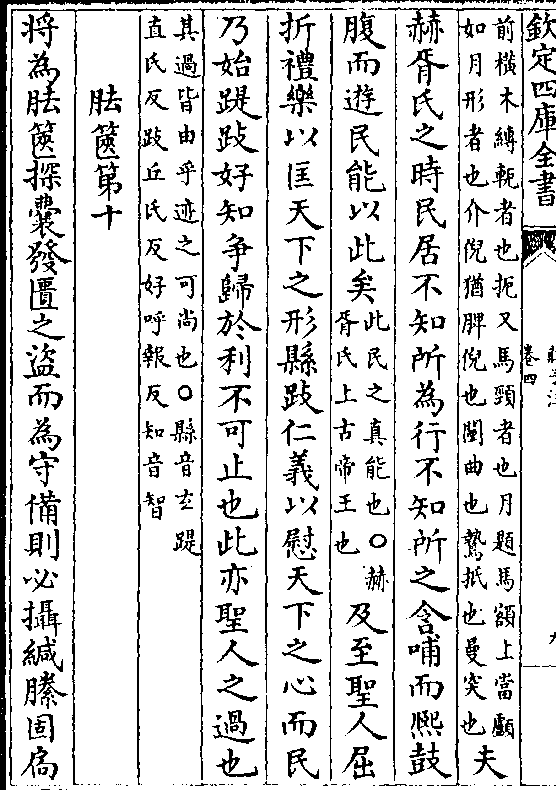 欽定四庫全書
卷四
前橫木縛軛者也扼又馬頸者也月題馬額上當顱
如月形者也介倪猶睥倪也闉曲也鷙抵也曼突也夫
赫胥氏之時民居不知所為行不知所之含哺而熈鼓
腹而遊民能以此矣此民之真能也○赫胥氏上古帝王也及至聖人屈
折禮樂以匡天下之形縣跂仁義以慰天下之心而民
乃始踶跂好知爭歸於利不可止也此亦聖人之過也
其過皆由乎迹之可尚也○縣音玄踶
直氏反跂丘氏反好呼報反知音智
胠篋第十
将為胠篋探囊發匱之盜而為守備則必攝緘縢固扃